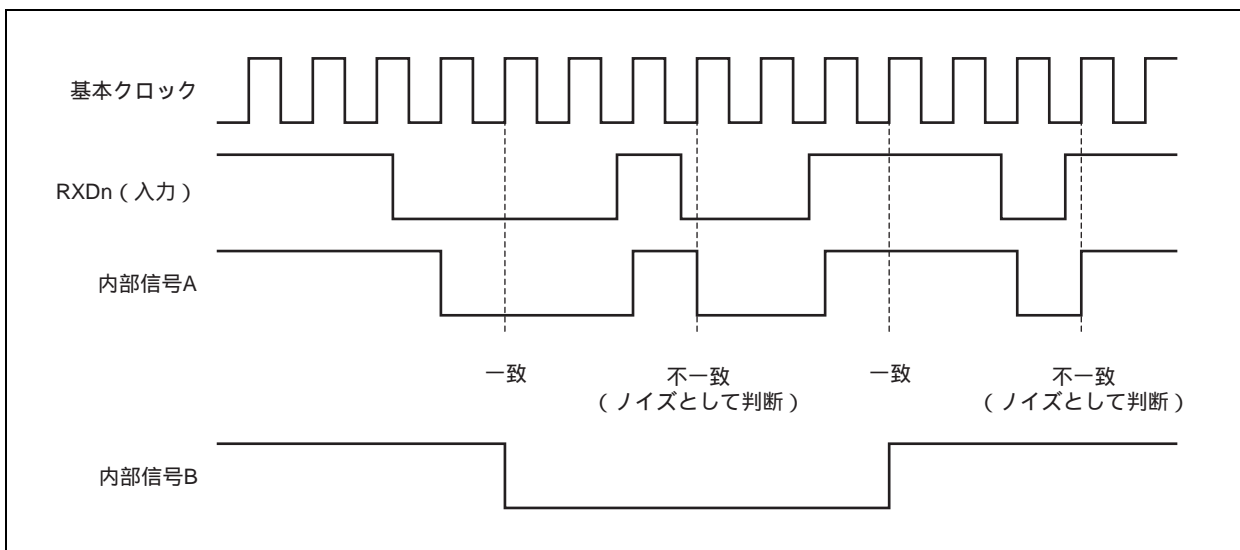 基本クロック
RXDn（入力）
内部信号A
一致
不一致
（ノイズとして判断）
一致
不一致
（ノイズとして判断）
内部信号B